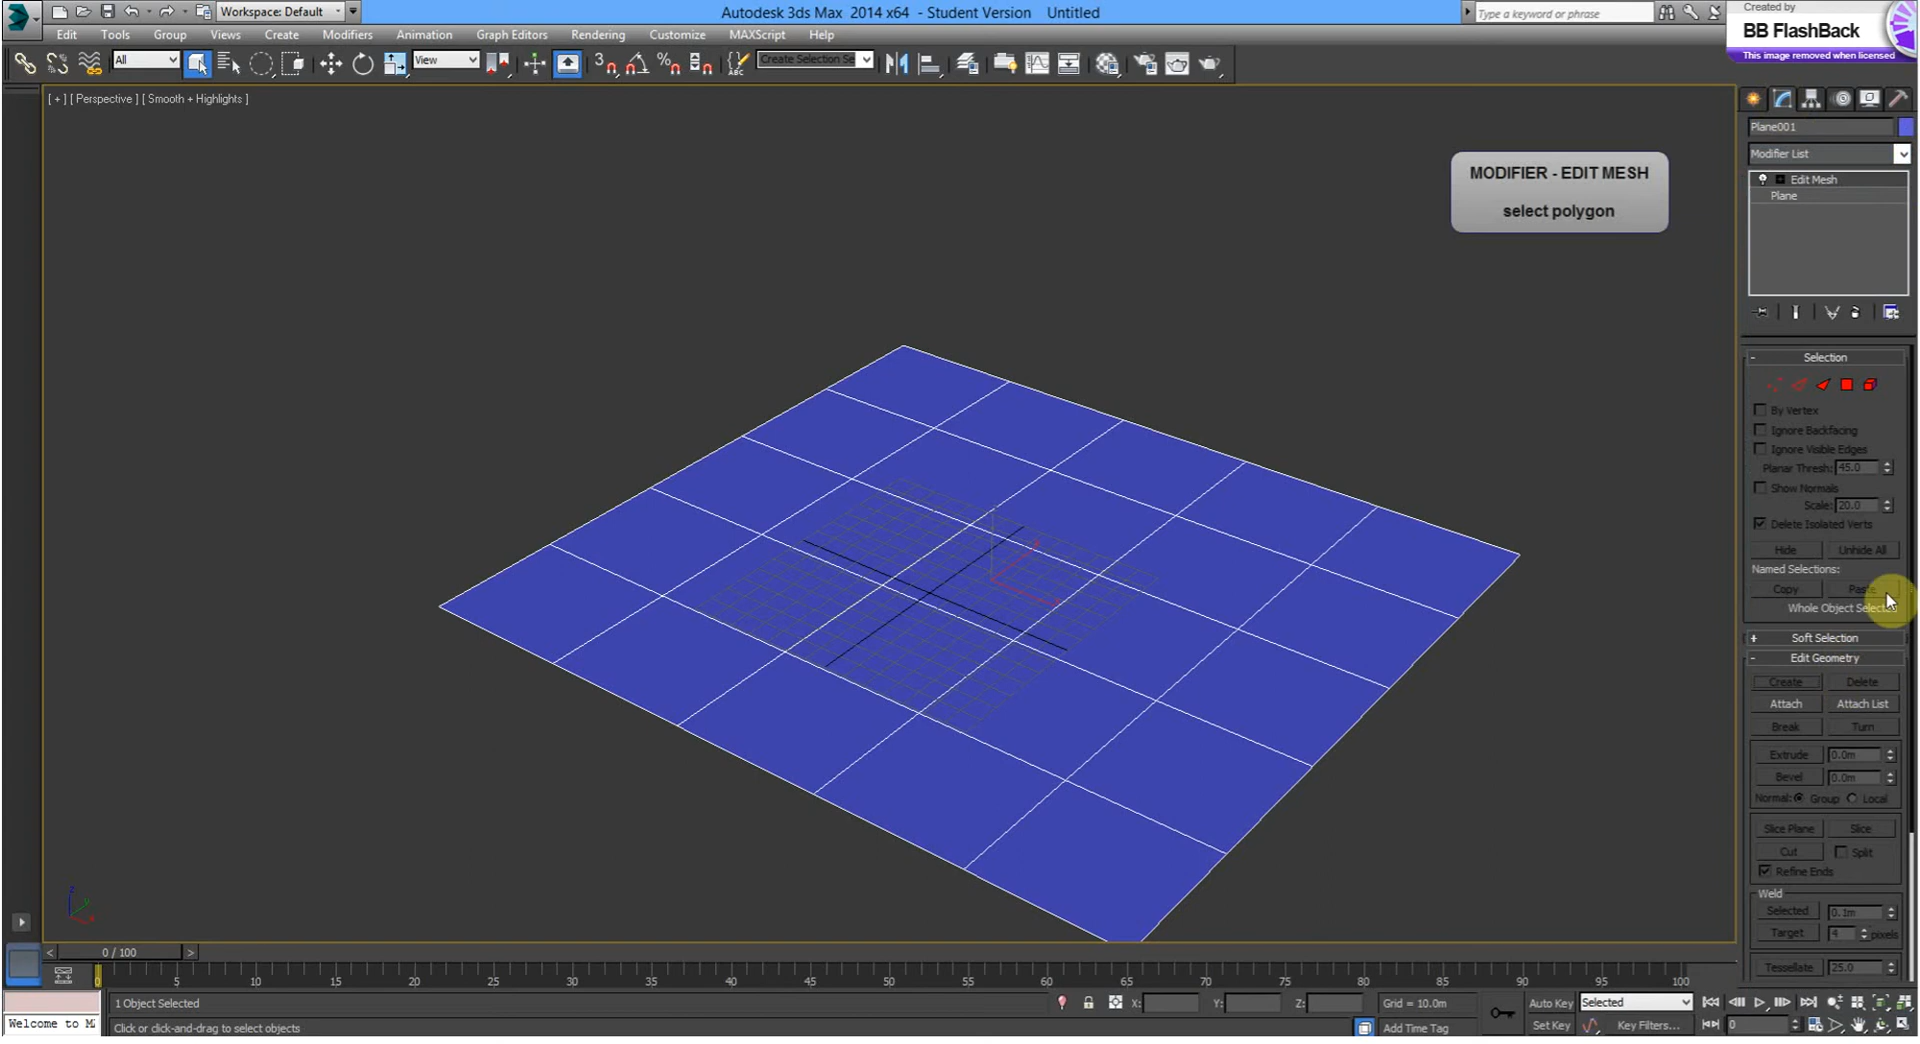 Workspace: Default
Autodesk 3ds Max 2014 x64 - Student Version Untitled
Type a keyword or phrase
Created by
BB FlashBack
This image removed when licensed
Edit Tools Group Views Create Modifiers Animation Graph Editors Rendering Customize MAXScript Help
All
View
Create Selection Se
[ + ] [ Perspective ] [ Smooth + Highlights ]
Plane001
Modifier List
MODIFIER - EDIT MESH
select polygon
Edit Mesh
Plane
- Selection
By Vertex
Ignore Backfacing
Ignore Visible Edges
Planar Thresh: 45.0
Show Normals
Scale: 20.0
Delete Isolated Verts
Hide Unhide All
Named Selections:
Copy
Whole Object
+ Soft Selection
- Edit Geometry
Create Delete
Attach Attach List
Break Turn
Extrude 0.0m
Bevel 0.0m
Normal: Group Local
Slice Plane Slice
Cut Split
Refine Ends
Weld
Selected 0.1m
Target 4 pixels
Tessellate 25.0
z
y
x
< 0 / 100 >
0 5 10 15 20 25 30 35 40 45 50 55 60 65 70 75 80 85 90 95 100
1 Object Selected
X: Y: Z: Grid = 10.0m
Auto Key Selected
Welcome to M
Click or click-and-drag to select objects
Add Time Tag
Set Key Key Filters... 0